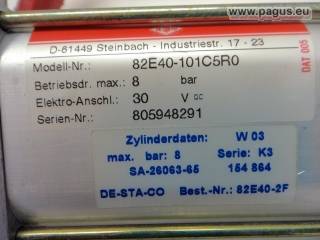 © www.pagus.eu
D-61449 Steinbach - Industriestr. 17 - 23
Modell-Nr.: 82E40-101C5R0
Betriebsdr. max.: 8 bar
Elektro-Anschl.: 30 V DC
Serien-Nr.: 805948291
DAT 005
Zylinderdaten: W 03
max. bar: 8 Serie: K3
SA-26063-65 154 864
DE-STA-CO Best.-Nr.: 82E40-2F